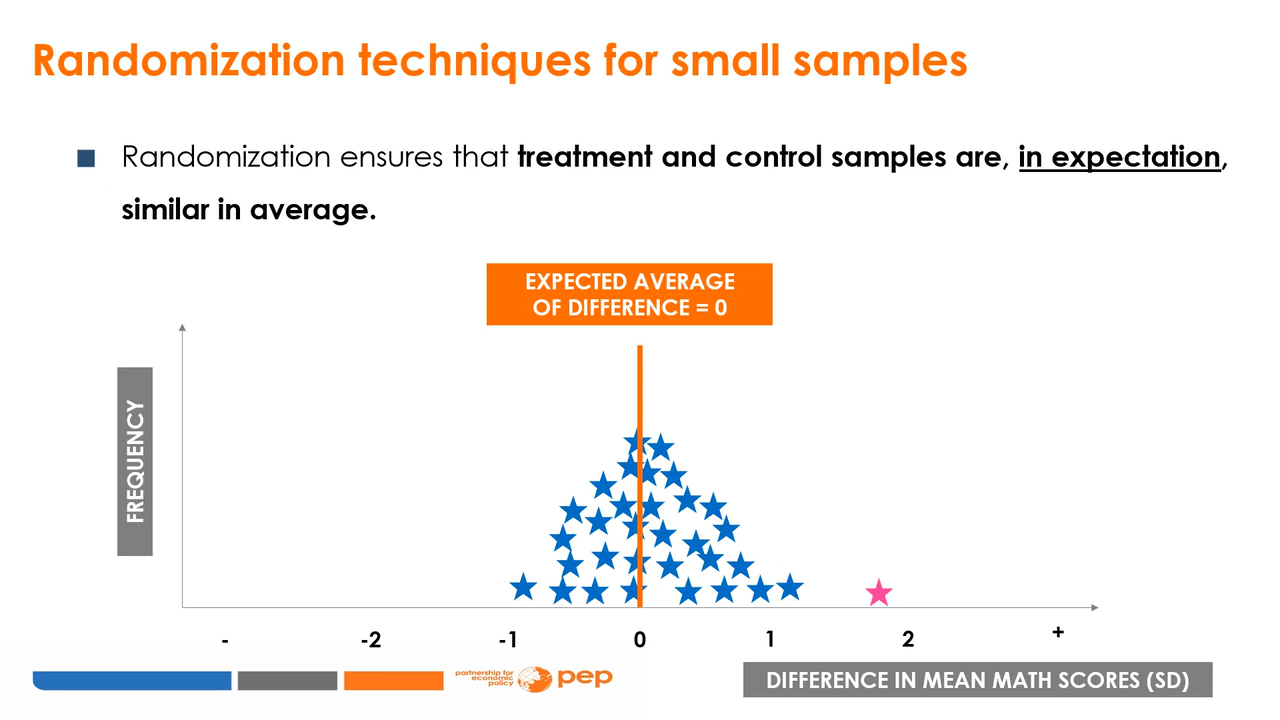 Randomization techniques for small samples
■ Randomization ensures that treatment and control samples are, in expectation,
similar in average.
EXPECTED AVERAGE
OF DIFFERENCE = 0
FREQUENCY
- -2 -1 0 1 2 +
partnership for
economic
policy
pep
DIFFERENCE IN MEAN MATH SCORES (SD)